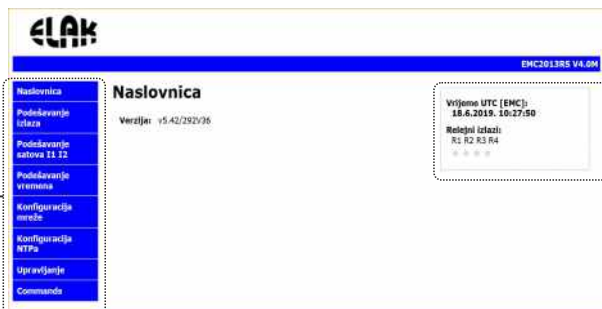 ELAK
EMC2013RS V4.0M
Naslovnica
Podešavanje
izlaza
Podešavanje
satova I1 I2
Podešavanje
vremena
Konfiguracija
mreže
Konfiguracija
NTPa
Upravljanje
Commands
Naslovnica
Verzija: v5.42/292V36
Vrijeme UTC [EMC]:
18.6.2019. 10:27:50
Relejni izlazi:
R1 R2 R3 R4